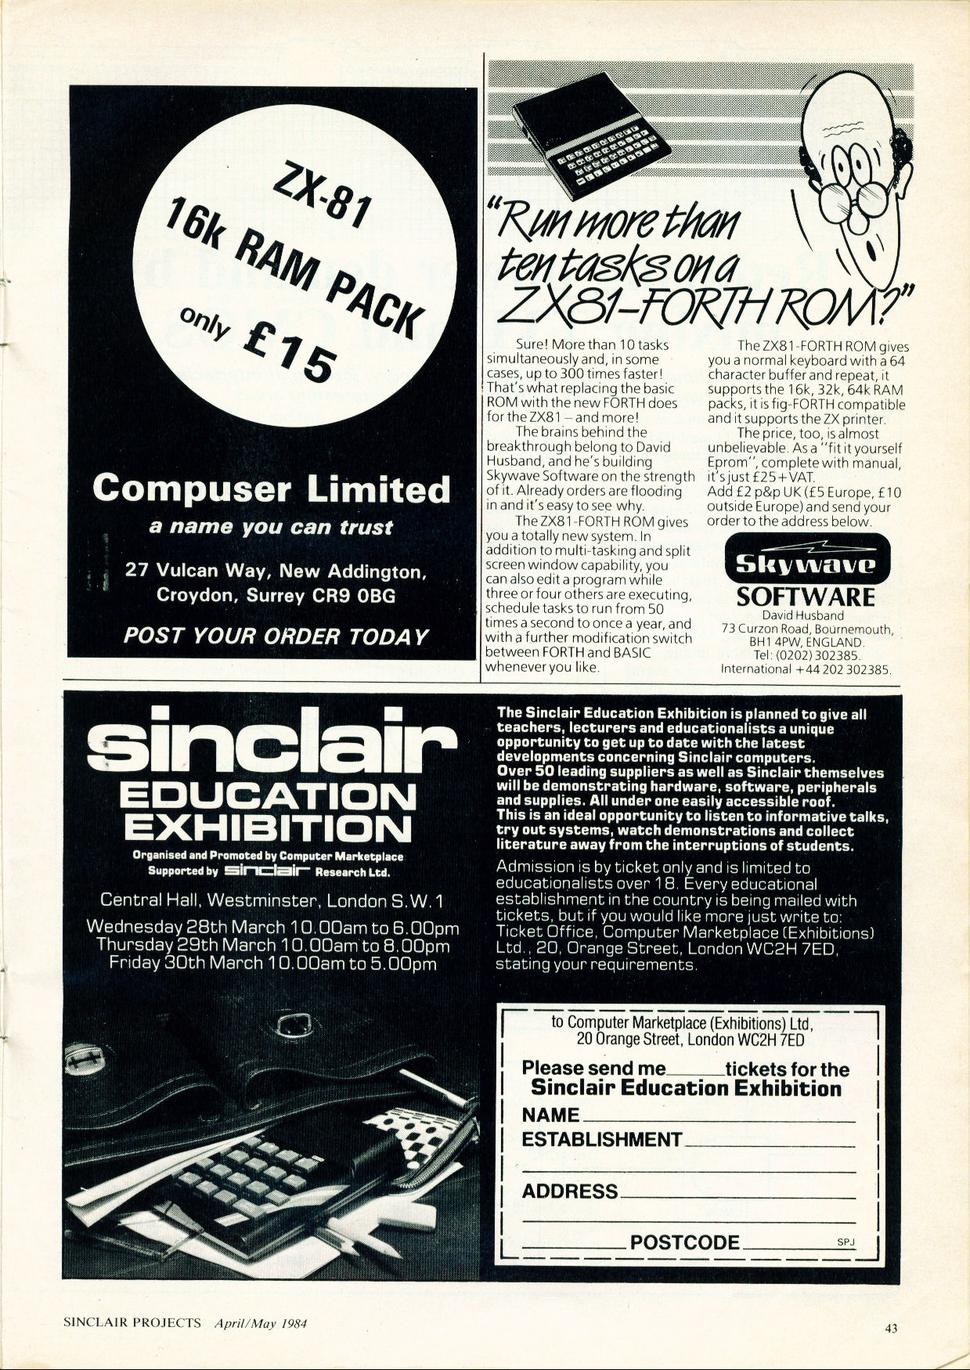 ZX-81
16k RAM PACK
only £15
Compuser Limited
a name you can trust
27 Vulcan Way, New Addington,
Croydon, Surrey CR9 0BG
POST YOUR ORDER TODAY
“Run more than
ten tasks on a
ZX81–FORTH ROM?”
Sure! More than 10 tasks
simultaneously and, in some
cases, up to 300 times faster!
That's what replacing the basic
ROM with the new FORTH does
for the ZX81 – and more!
The brains behind the
breakthrough belong to David
Husband, and he's building
Skywave Software on the strength
of it. Already orders are flooding
in and it's easy to see why.
The ZX81-FORTH ROM gives
you a totally new system. In
addition to multi-tasking and split
screen window capability, you
can also edit a program while
three or four others are executing,
schedule tasks to run from 50
times a second to once a year, and
with a further modification switch
between FORTH and BASIC
whenever you like.
The ZX81-FORTH ROM gives
you a normal keyboard with a 64
character buffer and repeat, it
supports the 16k, 32k, 64k RAM
packs, it is fig-FORTH compatible
and it supports the ZX printer.
The price, too, is almost
unbelievable. As a "fit it yourself
Eprom", complete with manual,
it's just £25+VAT.
Add £2 p&p UK (£5 Europe, £10
outside Europe) and send your
order to the address below.
Skywave
SOFTWARE
David Husband
73 Curzon Road, Bournemouth,
BH1 4PW, ENGLAND.
Tel: (0202) 302385.
International +44 202 302385.
sinclair
EDUCATION
EXHIBITION
Organised and Promoted by Computer Marketplace
Supported by sinclair Research Ltd.
Central Hall, Westminster, London S.W.1
Wednesday 28th March 10.00am to 6.00pm
Thursday 29th March 10.00am to 8.00pm
Friday 30th March 10.00am to 5.00pm
The Sinclair Education Exhibition is planned to give all
teachers, lecturers and educationalists a unique
opportunity to get up to date with the latest
developments concerning Sinclair computers.
Over 50 leading suppliers as well as Sinclair themselves
will be demonstrating hardware, software, peripherals
and supplies. All under one easily accessible roof.
This is an ideal opportunity to listen to informative talks,
try out systems, watch demonstrations and collect
literature away from the interruptions of students.
Admission is by ticket only and is limited to
educationalists over 18. Every educational
establishment in the country is being mailed with
tickets, but if you would like more just write to:
Ticket Office, Computer Marketplace (Exhibitions)
Ltd., 20, Orange Street, London WC2H 7ED,
stating your requirements.
to Computer Marketplace (Exhibitions) Ltd,
20 Orange Street, London WC2H 7ED
Please send me______tickets for the
Sinclair Education Exhibition
NAME
ESTABLISHMENT
ADDRESS
POSTCODE SPJ
SINCLAIR PROJECTS April/May 1984
43